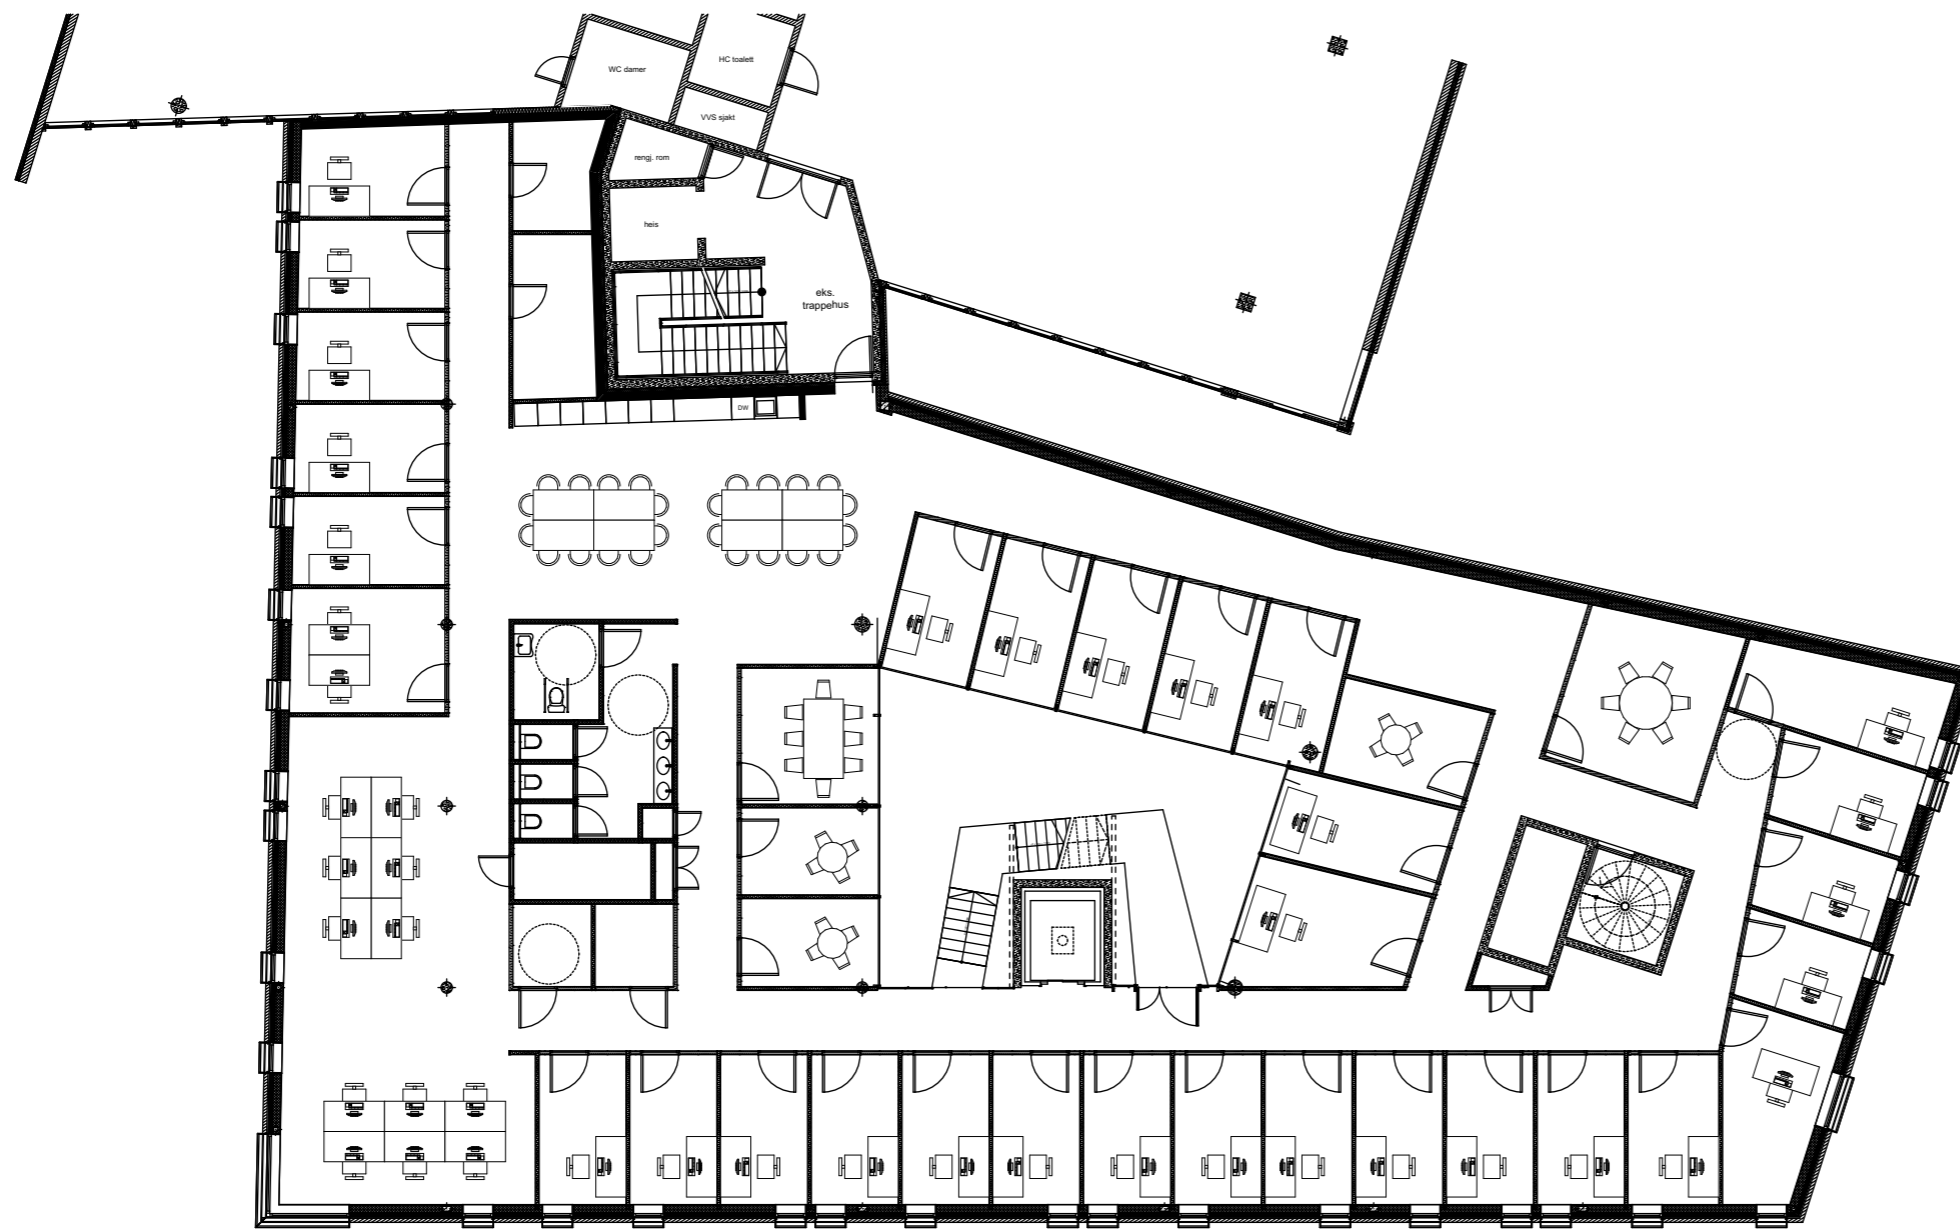 WC damer
HC toalett
VVS sjakt
rengj. rom
heis
eks.
trappehus
DW